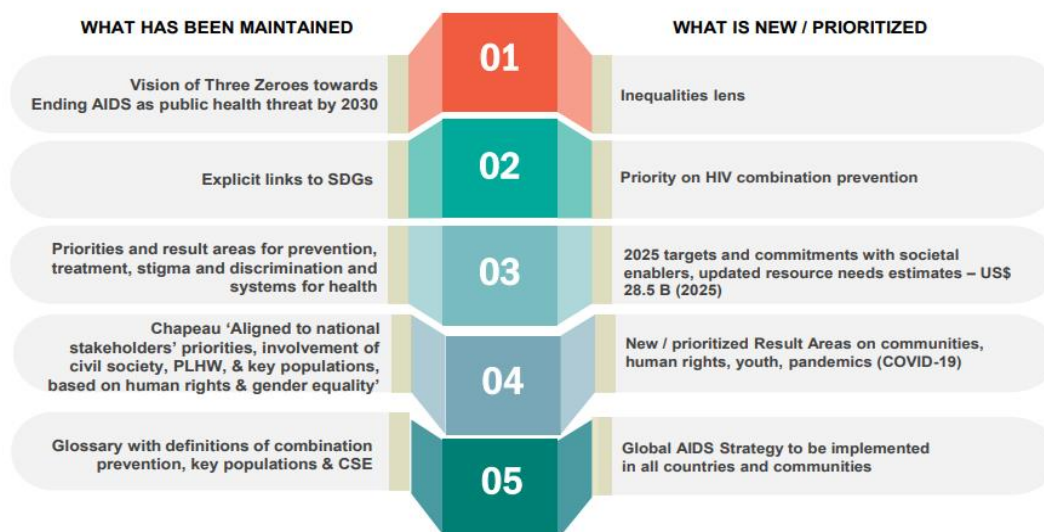 WHAT HAS BEEN MAINTAINED
WHAT IS NEW / PRIORITIZED
01
Vision of Three Zeroes towards
Ending AIDS as public health threat by 2030
Inequalities lens
02
Explicit links to SDGs
Priority on HIV combination prevention
03
Priorities and result areas for prevention,
treatment, stigma and discrimination and
systems for health
2025 targets and commitments with societal
enablers, updated resource needs estimates – US$
28.5 B (2025)
04
Chapeau ‘Aligned to national
stakeholders’ priorities, involvement of
civil society, PLHW, & key populations,
based on human rights & gender equality’
New / prioritized Result Areas on communities,
human rights, youth, pandemics (COVID-19)
05
Glossary with definitions of combination
prevention, key populations & CSE
Global AIDS Strategy to be implemented
in all countries and communities